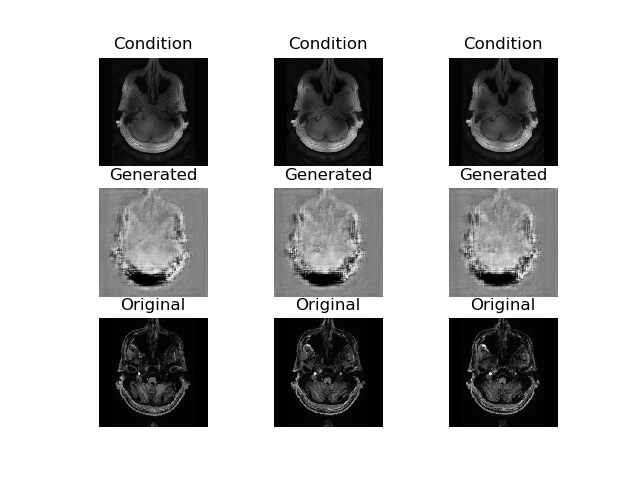 Condition Condition Condition
Generated Generated Generated
Original Original Original